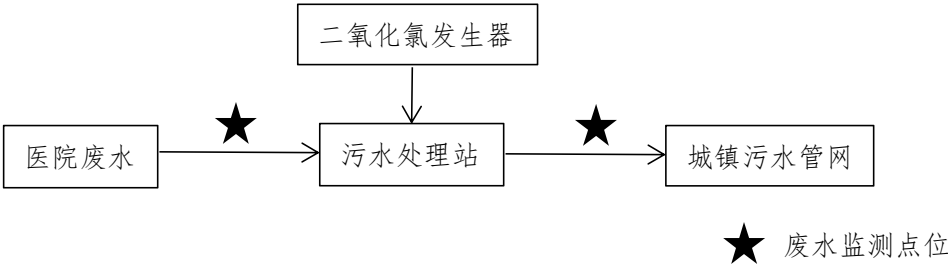 二氧化氯发生器
医院废水
污水处理站
城镇污水管网
废水监测点位